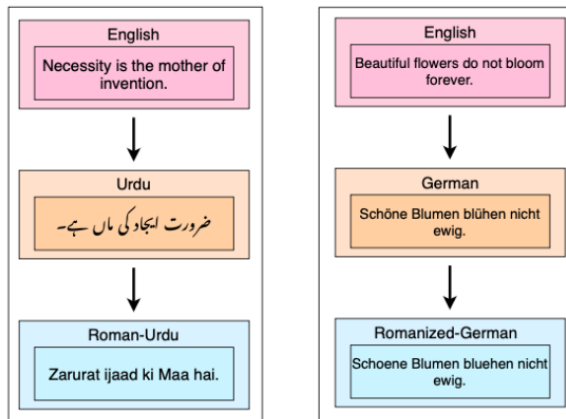 English
Necessity is the mother of
invention.
Urdu
ضرورت ایجاد کی ماں ہے۔
Roman-Urdu
Zarurat ijaad ki Maa hai.
English
Beautiful flowers do not bloom
forever.
German
Schöne Blumen blühen nicht
ewig.
Romanized-German
Schoene Blumen bluehen nicht
ewig.